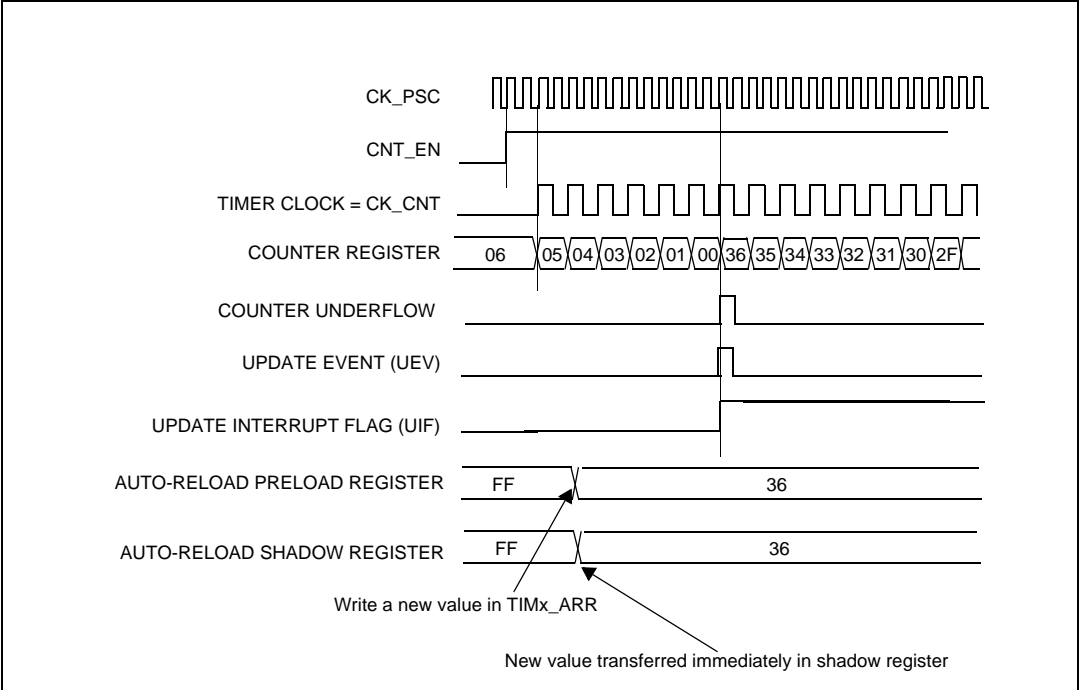 CK_PSC
CNT_EN
TIMER CLOCK = CK_CNT
COUNTER REGISTER 06 05 04 03 02 01 00 36 35 34 33 32 31 30 2F
COUNTER UNDERFLOW
UPDATE EVENT (UEV)
UPDATE INTERRUPT FLAG (UIF)
AUTO-RELOAD PRELOAD REGISTER FF 36
AUTO-RELOAD SHADOW REGISTER FF 36
Write a new value in TIMx_ARR
New value transferred immediately in shadow register